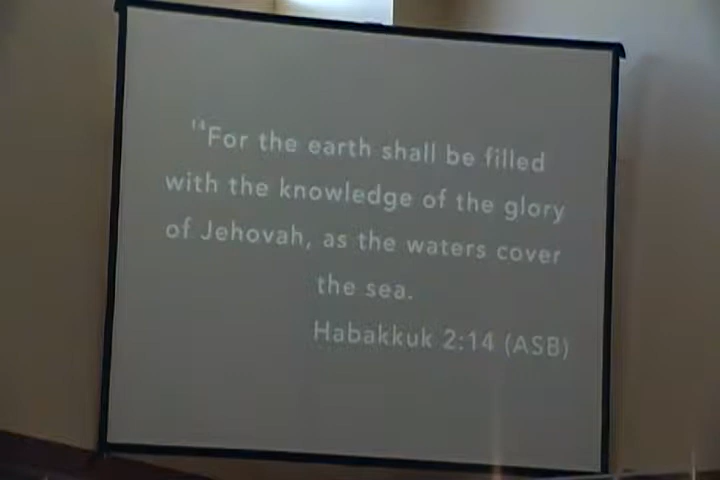 ¹⁴For the earth shall be filled
with the knowledge of the glory
of Jehovah, as the waters cover
the sea.
Habakkuk 2:14 (ASB)